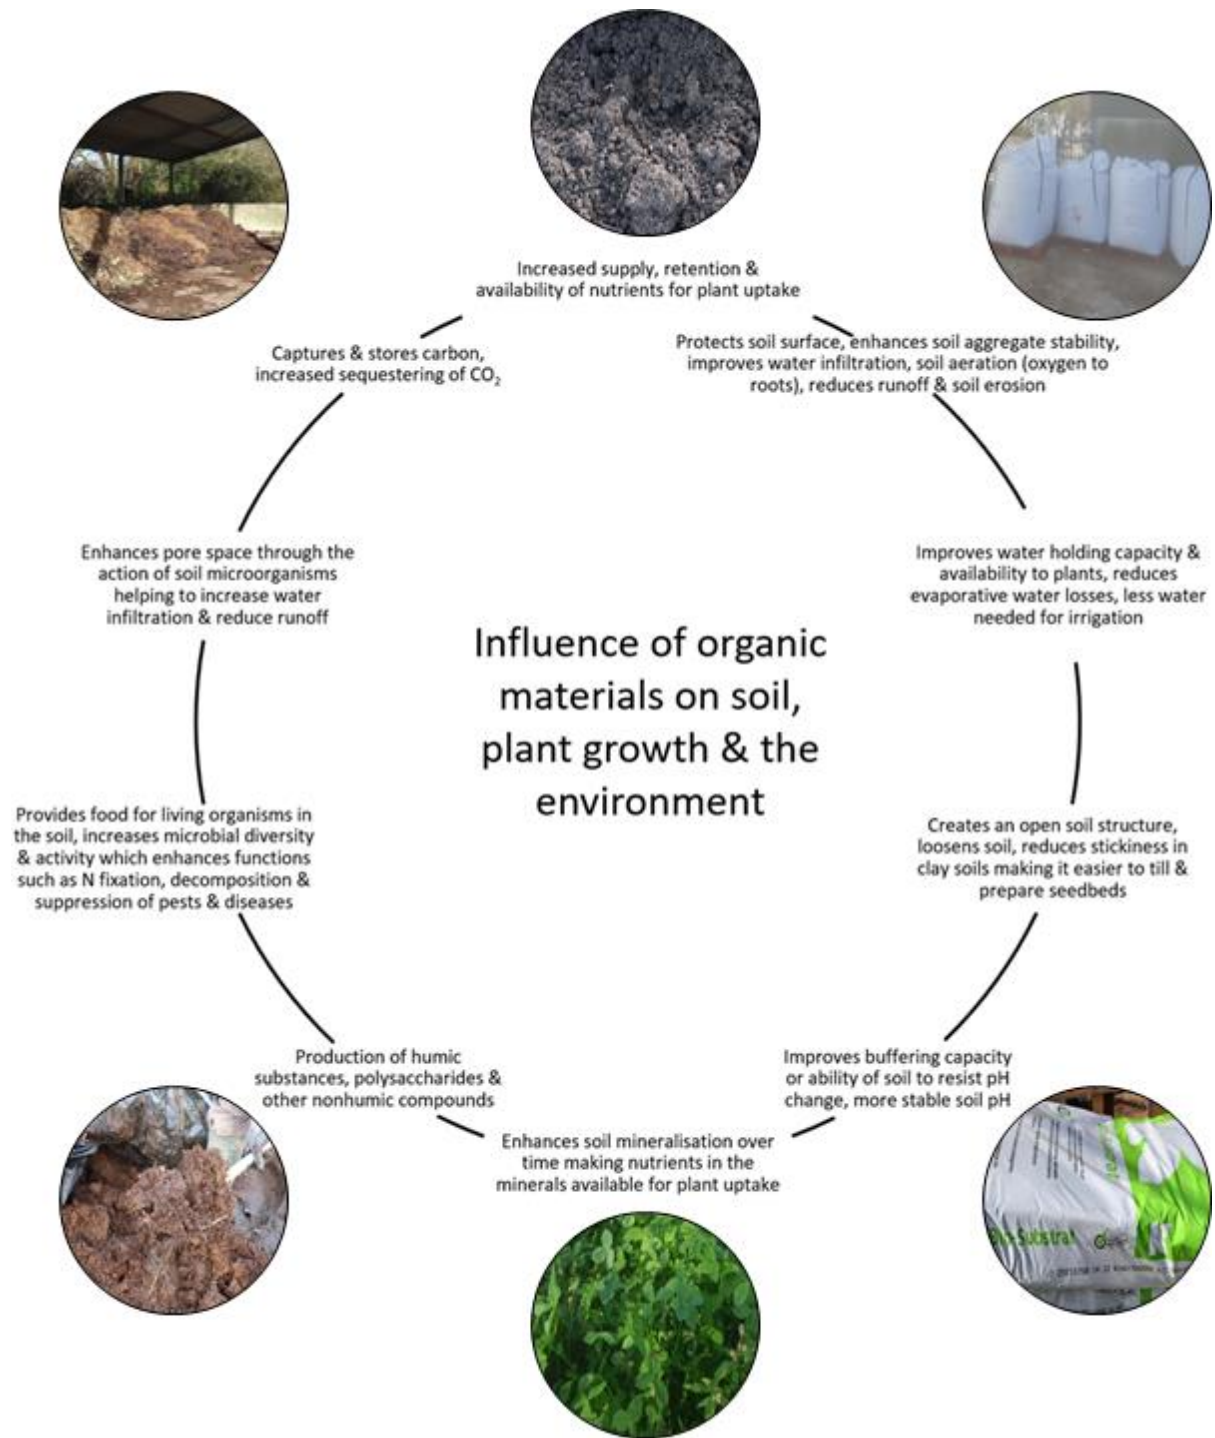 Increased supply, retention &
availability of nutrients for plant uptake
Protects soil surface, enhances soil aggregate stability,
improves water infiltration, soil aeration (oxygen to
roots), reduces runoff & soil erosion
Improves water holding capacity &
availability to plants, reduces
evaporative water losses, less water
needed for irrigation
Creates an open soil structure,
loosens soil, reduces stickiness in
clay soils making it easier to till &
prepare seedbeds
Improves buffering capacity
or ability of soil to resist pH
change, more stable soil pH
Enhances soil mineralisation over
time making nutrients in the
minerals available for plant uptake
Production of humic
substances, polysaccharides &
other nonhumic compounds
Provides food for living organisms in
the soil, increases microbial diversity
& activity which enhances functions
such as N fixation, decomposition &
suppression of pests & diseases
Enhances pore space through the
action of soil microorganisms
helping to increase water
infiltration & reduce runoff
Captures & stores carbon,
increased sequestering of CO₂
Influence of organic
materials on soil,
plant growth & the
environment
-Substrat